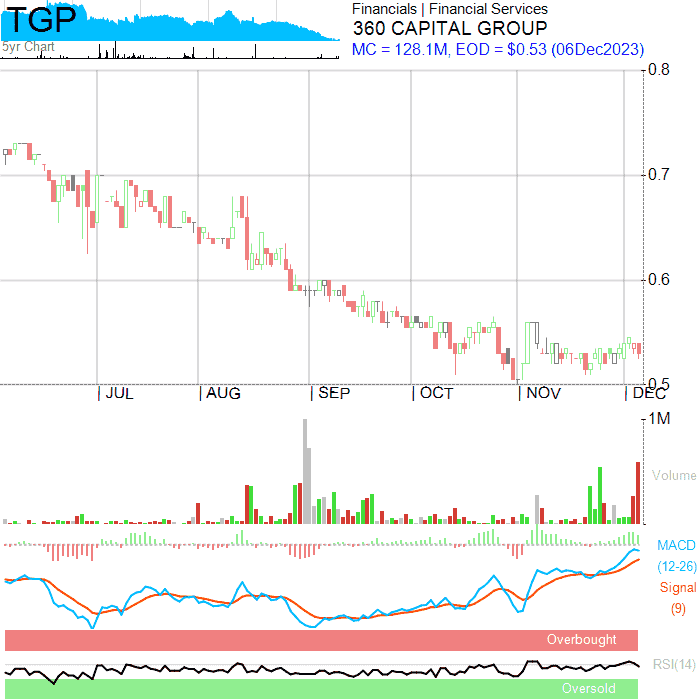 TGP
5yr Chart
Financials | Financial Services
360 CAPITAL GROUP
MC = 128.1M, EOD = $0.53 (06Dec2023)
0.8
0.7
0.6
0.5
JUL
AUG
SEP
OCT
NOV
DEC
1M
Volume
MACD
(12-26)
Signal
(9)
Overbought
RSI(14)
Oversold